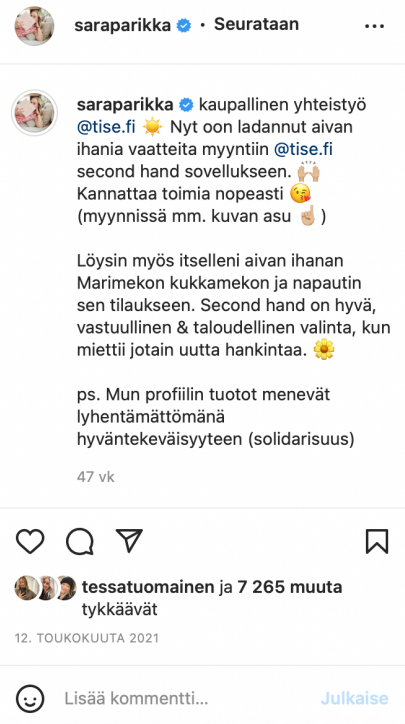 saraparikka • Seurataan
saraparikka kaupallinen yhteistyö
@tise.fi ☀️ Nyt oon ladannut aivan
ihania vaatteita myyntiin @tise.fi
second hand sovellukseen. 🙌🏼
Kannattaa toimia nopeasti 😘
(myynnissä mm. kuvan asu ☝🏼)
Löysin myös itselleni aivan ihanan
Marimekon kukkamekon ja napautin
sen tilaukseen. Second hand on hyvä,
vastuullinen & taloudellinen valinta, kun
miettii jotain uutta hankintaa. 🌼
ps. Mun profiilin tuotot menevät
lyhentämättömänä
hyväntekeväisyyteen (solidarisuus)
47 vk
tessatuomainen ja 7 265 muuta
tykkäävät
12. TOUKOKUUTA 2021
Lisää kommentti... Julkaise